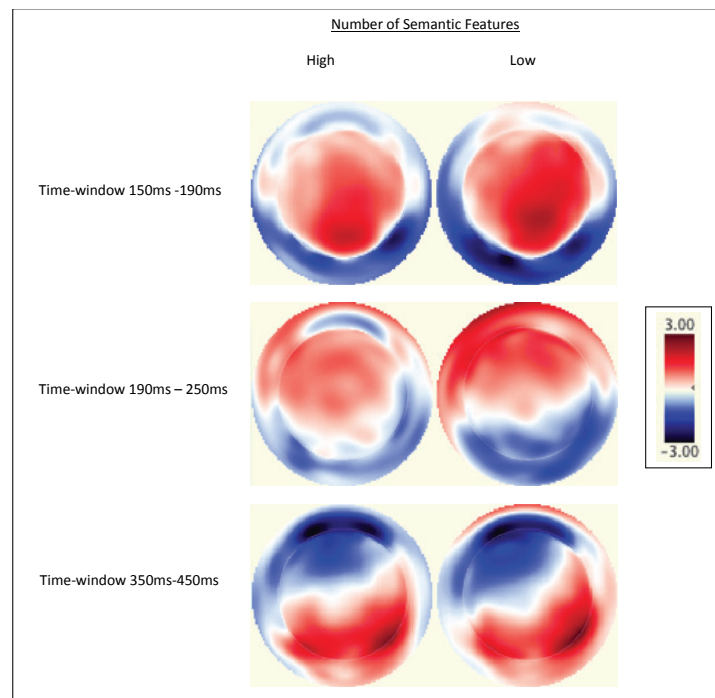 Number of Semantic Features
High Low
Time-window 150ms -190ms
Time-window 190ms – 250ms
3.00
-3.00
Time-window 350ms-450ms